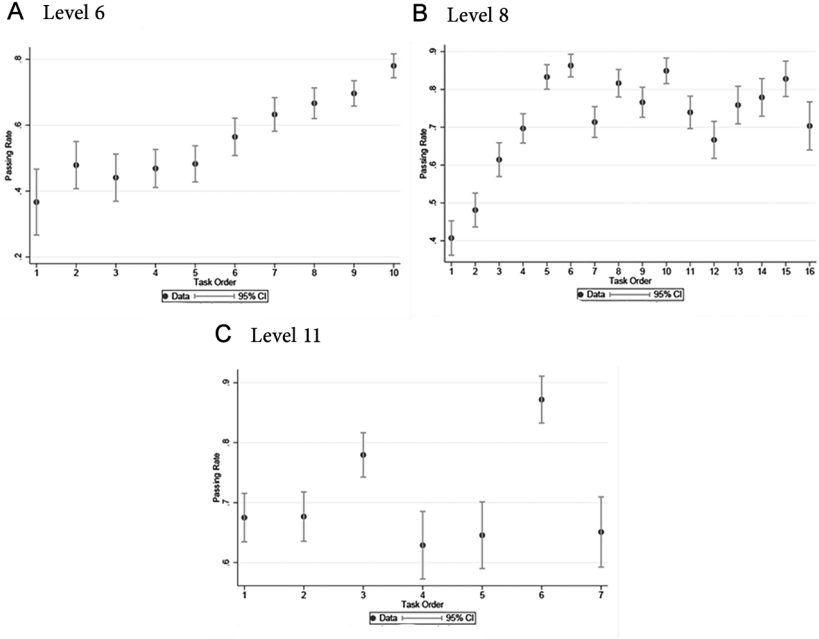 A Level 6
.8
.6
.4
.2
Passing Rate
1 2 3 4 5 6 7 8 9 10
Task Order
Data 95% CI
B Level 8
.9
.8
.7
.6
.5
.4
Passing Rate
1 2 3 4 5 6 7 8 9 10 11 12 13 14 15 16
Task Order
Data 95% CI
C Level 11
.9
.8
.7
.6
Passing Rate
1 2 3 4 5 6 7
Task Order
Data 95% CI